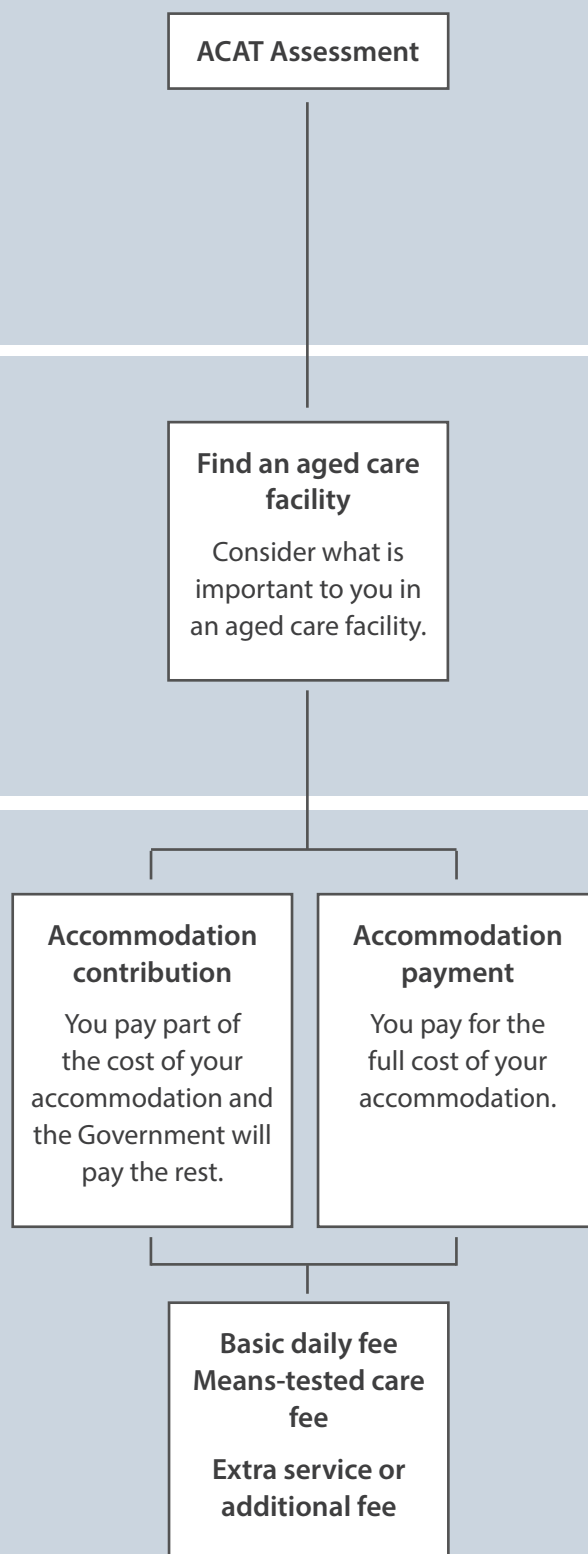 ACAT Assessment
Find an aged care
facility
Consider what is
important to you in
an aged care facility.
Accommodation
contribution
You pay part of
the cost of your
accommodation and
the Government will
pay the rest.
Accommodation
payment
You pay for the
full cost of your
accommodation.
Basic daily fee
Means-tested care
fee
Extra service or
additional fee